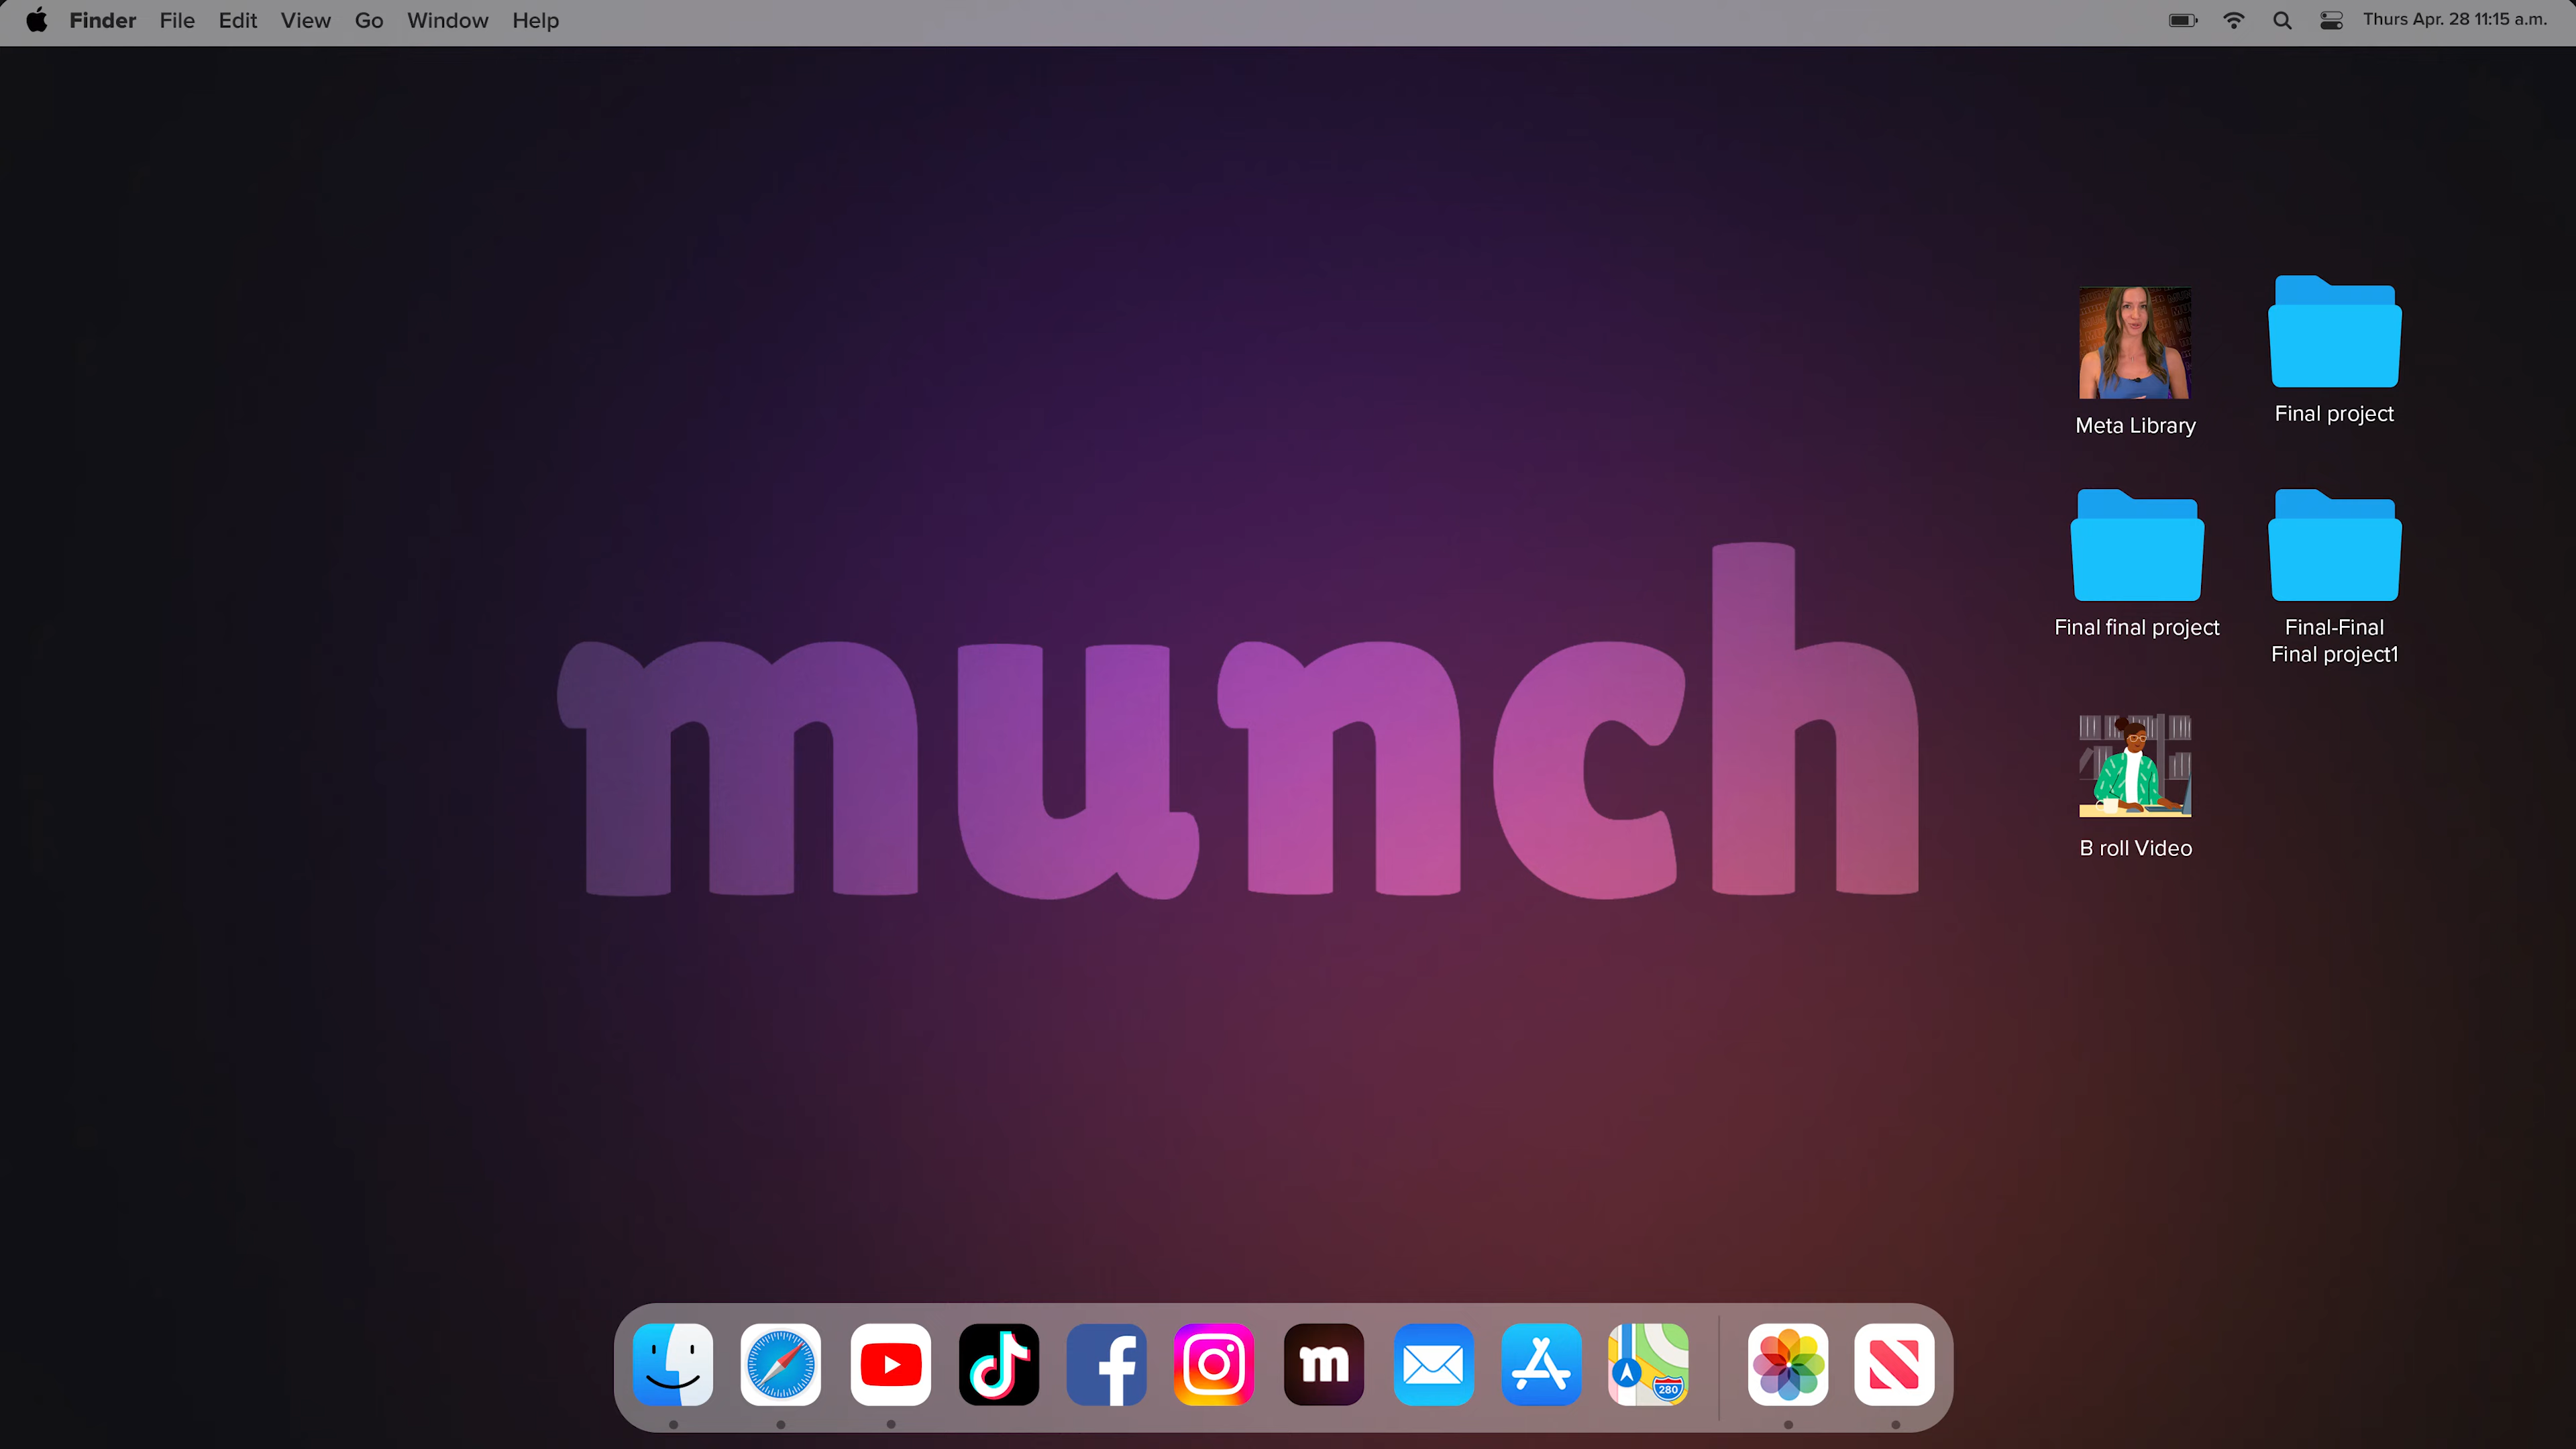 Finder File Edit View Go Window Help
Thurs Apr. 28 11:15 a.m.
Meta Library
Final project
Final final project
Final-Final
Final project1
munch
B roll Video
m
280